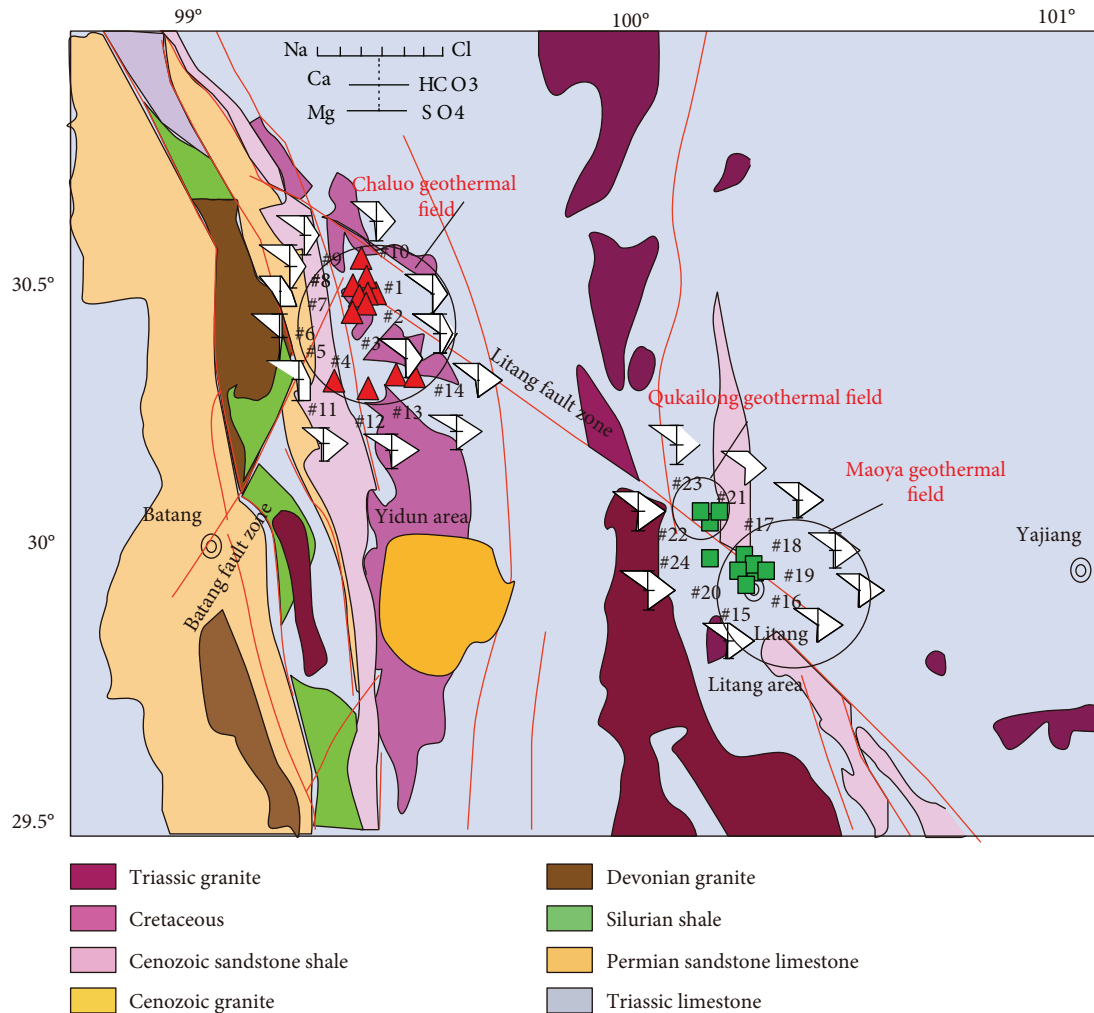 99°
100°
101°
Na Cl
Ca HCO3
Mg SO4
Chaluo geothermal
field
30.5°
#9
#10
#8
#1
#7
#2
#6
#3
#5
#4
#14
#11
#12
#13
Litang fault zone
Qukailong geothermal field
Maoya geothermal
field
#23
#21
#17
#22
#18
#24
#19
#20
#16
#15
Batang
Yidun area
30°
Yajiang
Batang fault zone
Litang
Litang area
29.5°
Triassic granite
Cretaceous
Cenozoic sandstone shale
Cenozoic granite
Devonian granite
Silurian shale
Permian sandstone limestone
Triassic limestone